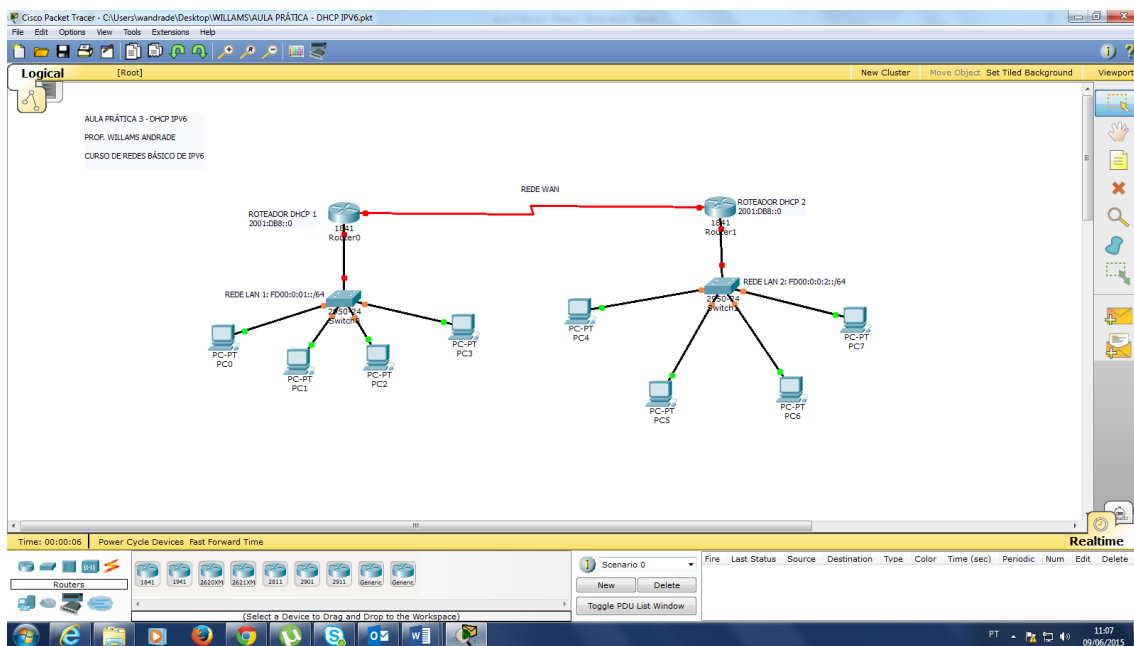 Cisco Packet Tracer - C:\Users\wandrade\Desktop\WILLAMS\AULA PRÁTICA - DHCP IPV6.pkt
File Edit Options View Tools Extensions Help
Logical [Root] New Cluster Move Object Set Tiled Background Viewport
AULA PRÁTICA 3 - DHCP IPV6
PROF. WILLAMS ANDRADE
CURSO DE REDES BÁSICO DE IPV6
REDE WAN
ROTEADOR DHCP 1
2001:DB8::0
1841
Router0
ROTEADOR DHCP 2
2001:DB8::0
1841
Router1
REDE LAN 1: FD00:0:01::/64
2950-24
Switch0
REDE LAN 2: FD00:0:0:2::/64
2950-24
Switch1
PC-PT
PC0
PC-PT
PC1
PC-PT
PC2
PC-PT
PC3
PC-PT
PC4
PC-PT
PC5
PC-PT
PC6
PC-PT
PC7
Time: 00:00:06 Power Cycle Devices Fast Forward Time Realtime
Routers
1841 1941 2620XM 2621XM 2811 2901 2911 Generic Generic
(Select a Device to Drag and Drop to the Workspace)
Scenario 0
New Delete
Toggle PDU List Window
Fire Last Status Source Destination Type Color Time (sec) Periodic Num Edit Delete
PT 11:07
09/06/2015